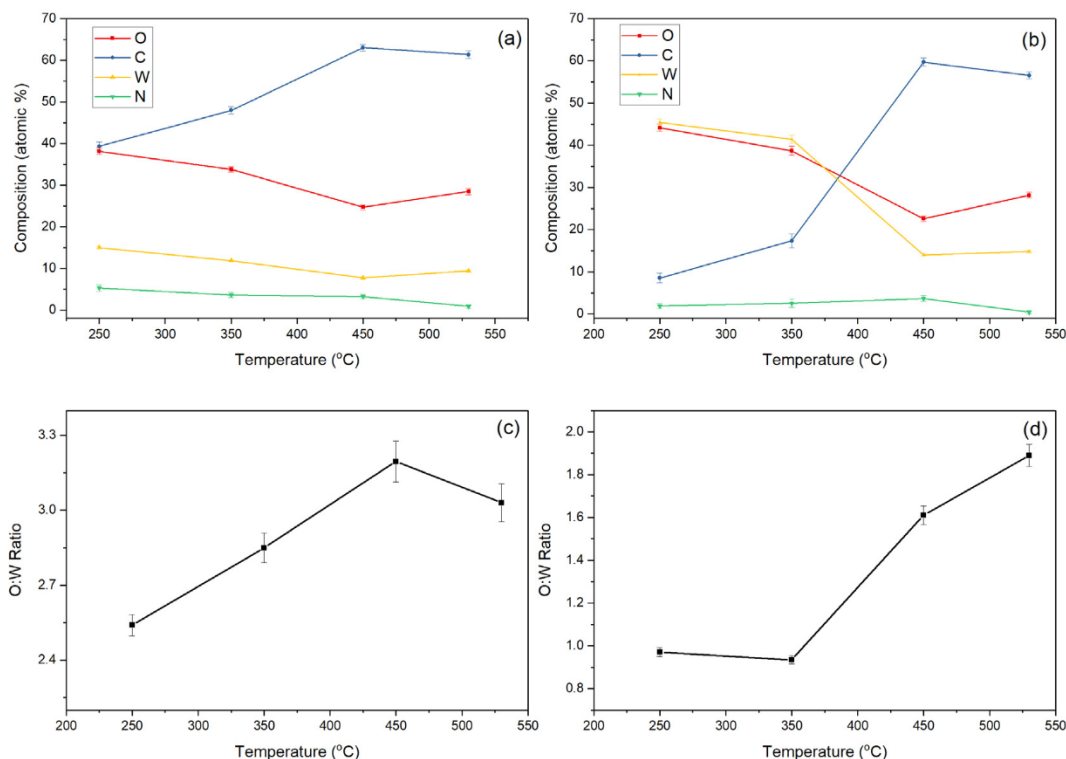 (a)
O
C
W
N
70
60
50
40
30
20
10
0
Composition (atomic %)
250 300 350 400 450 500 550
Temperature (°C)
(b)
O
C
W
N
70
60
50
40
30
20
10
0
Composition (atomic %)
250 300 350 400 450 500 550
Temperature (°C)
(c)
3.3
3.0
2.7
2.4
O:W Ratio
200 250 300 350 400 450 500 550
Temperature (°C)
(d)
2.0
1.8
1.6
1.4
1.2
1.0
0.8
O:W Ratio
200 250 300 350 400 450 500 550
Temperature (°C)